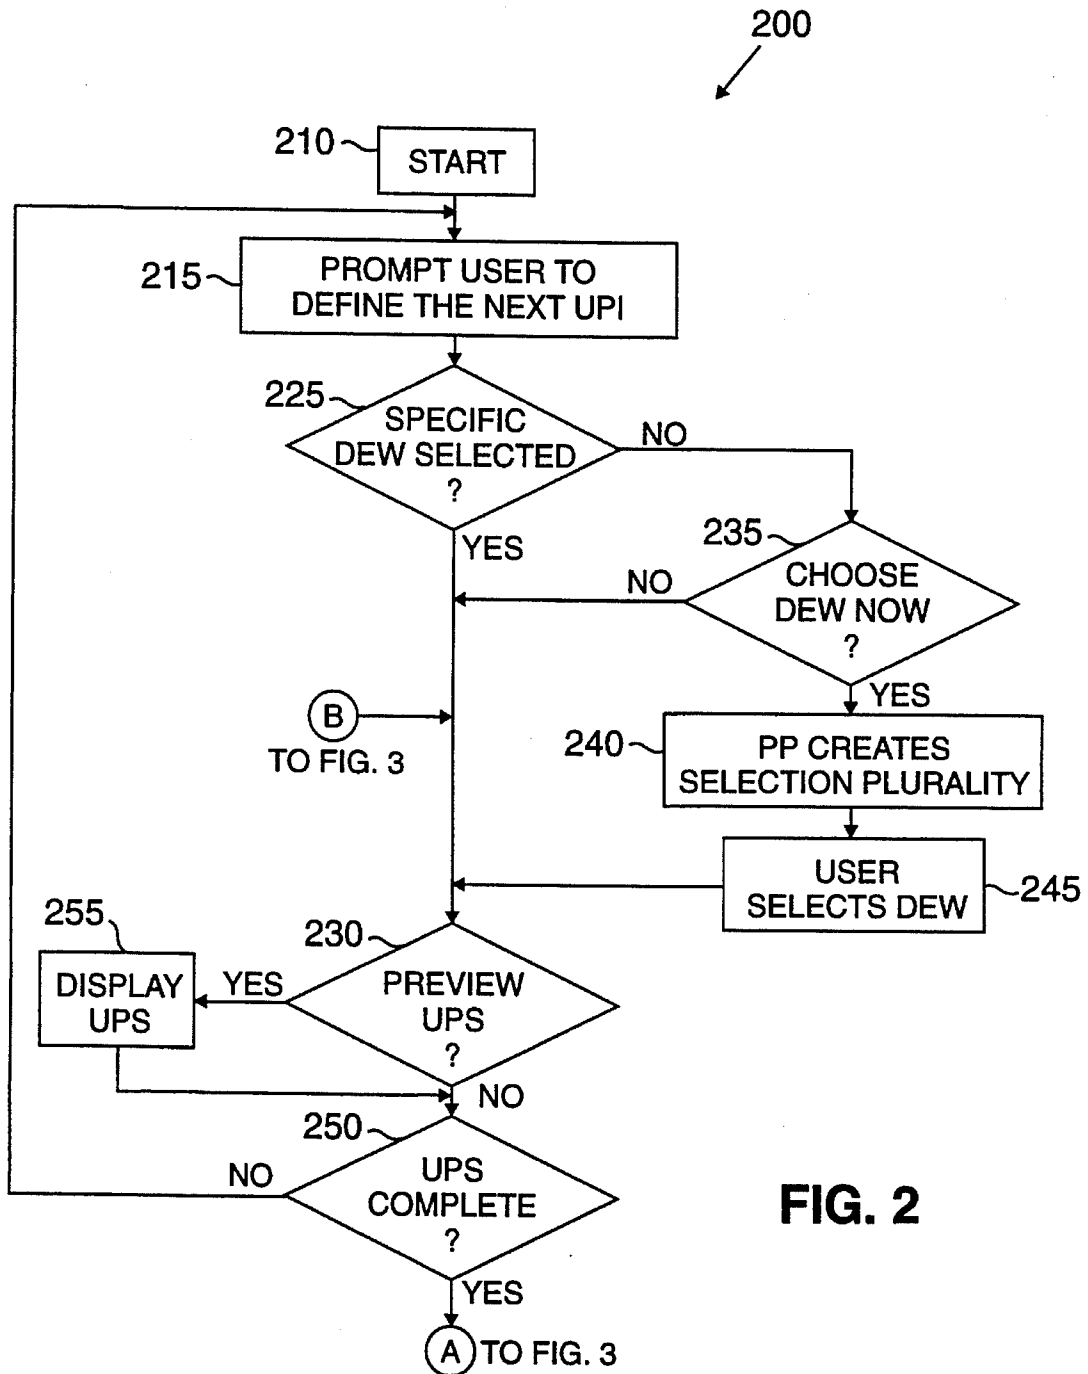 200
210
START
215
PROMPT USER TO
DEFINE THE NEXT UPI
225
SPECIFIC
DEW SELECTED
?
NO
YES
235
CHOOSE
DEW NOW
?
NO
YES
B
TO FIG. 3
240
PP CREATES
SELECTION PLURALITY
USER
SELECTS DEW
245
255
DISPLAY
UPS
YES
230
PREVIEW
UPS
?
NO
250
UPS
COMPLETE
?
NO
YES
FIG. 2
A
TO FIG. 3